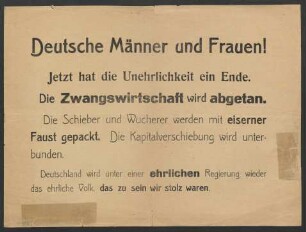 Deutsche Männer und Frauen!
Jetzt hat die Unehrlichkeit ein Ende.
Die Zwangswirtschaft wird abgetan.
Die Schieber und Wucherer werden mit eiserner
Faust gepackt. Die Kapitalverschiebung wird unter-
bunden.
Deutschland wird unter einer ehrlichen Regierung wieder
das ehrliche Volk, das zu sein wir stolz waren.